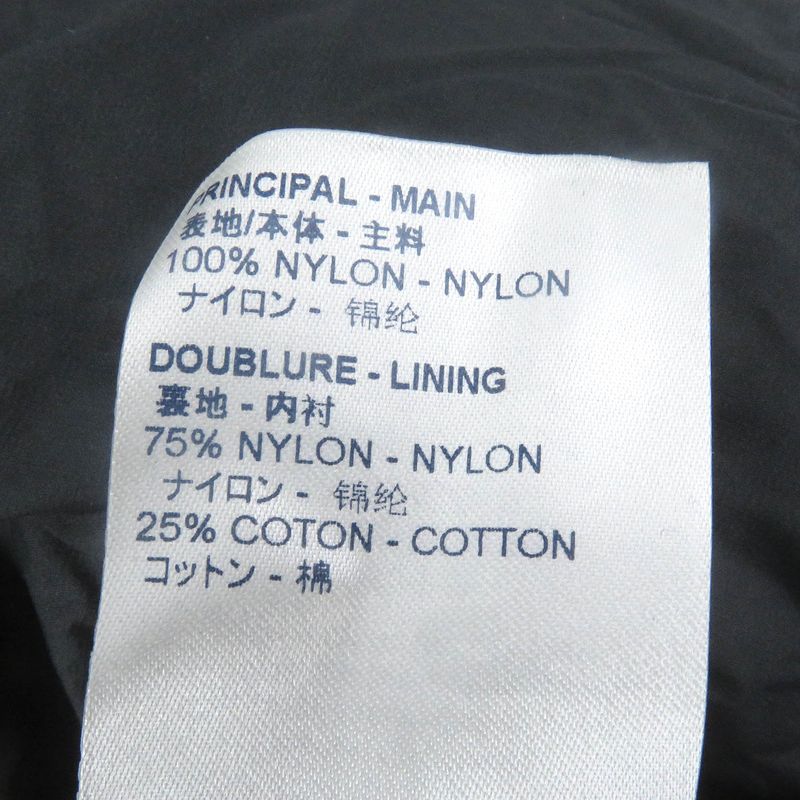 PRINCIPAL - MAIN
表地/本体 - 主料
100% NYLON - NYLON
ナイロン - 锦纶
DOUBLURE - LINING
裏地 - 内衬
75% NYLON - NYLON
ナイロン - 锦纶
25% COTON - COTTON
コットン - 棉